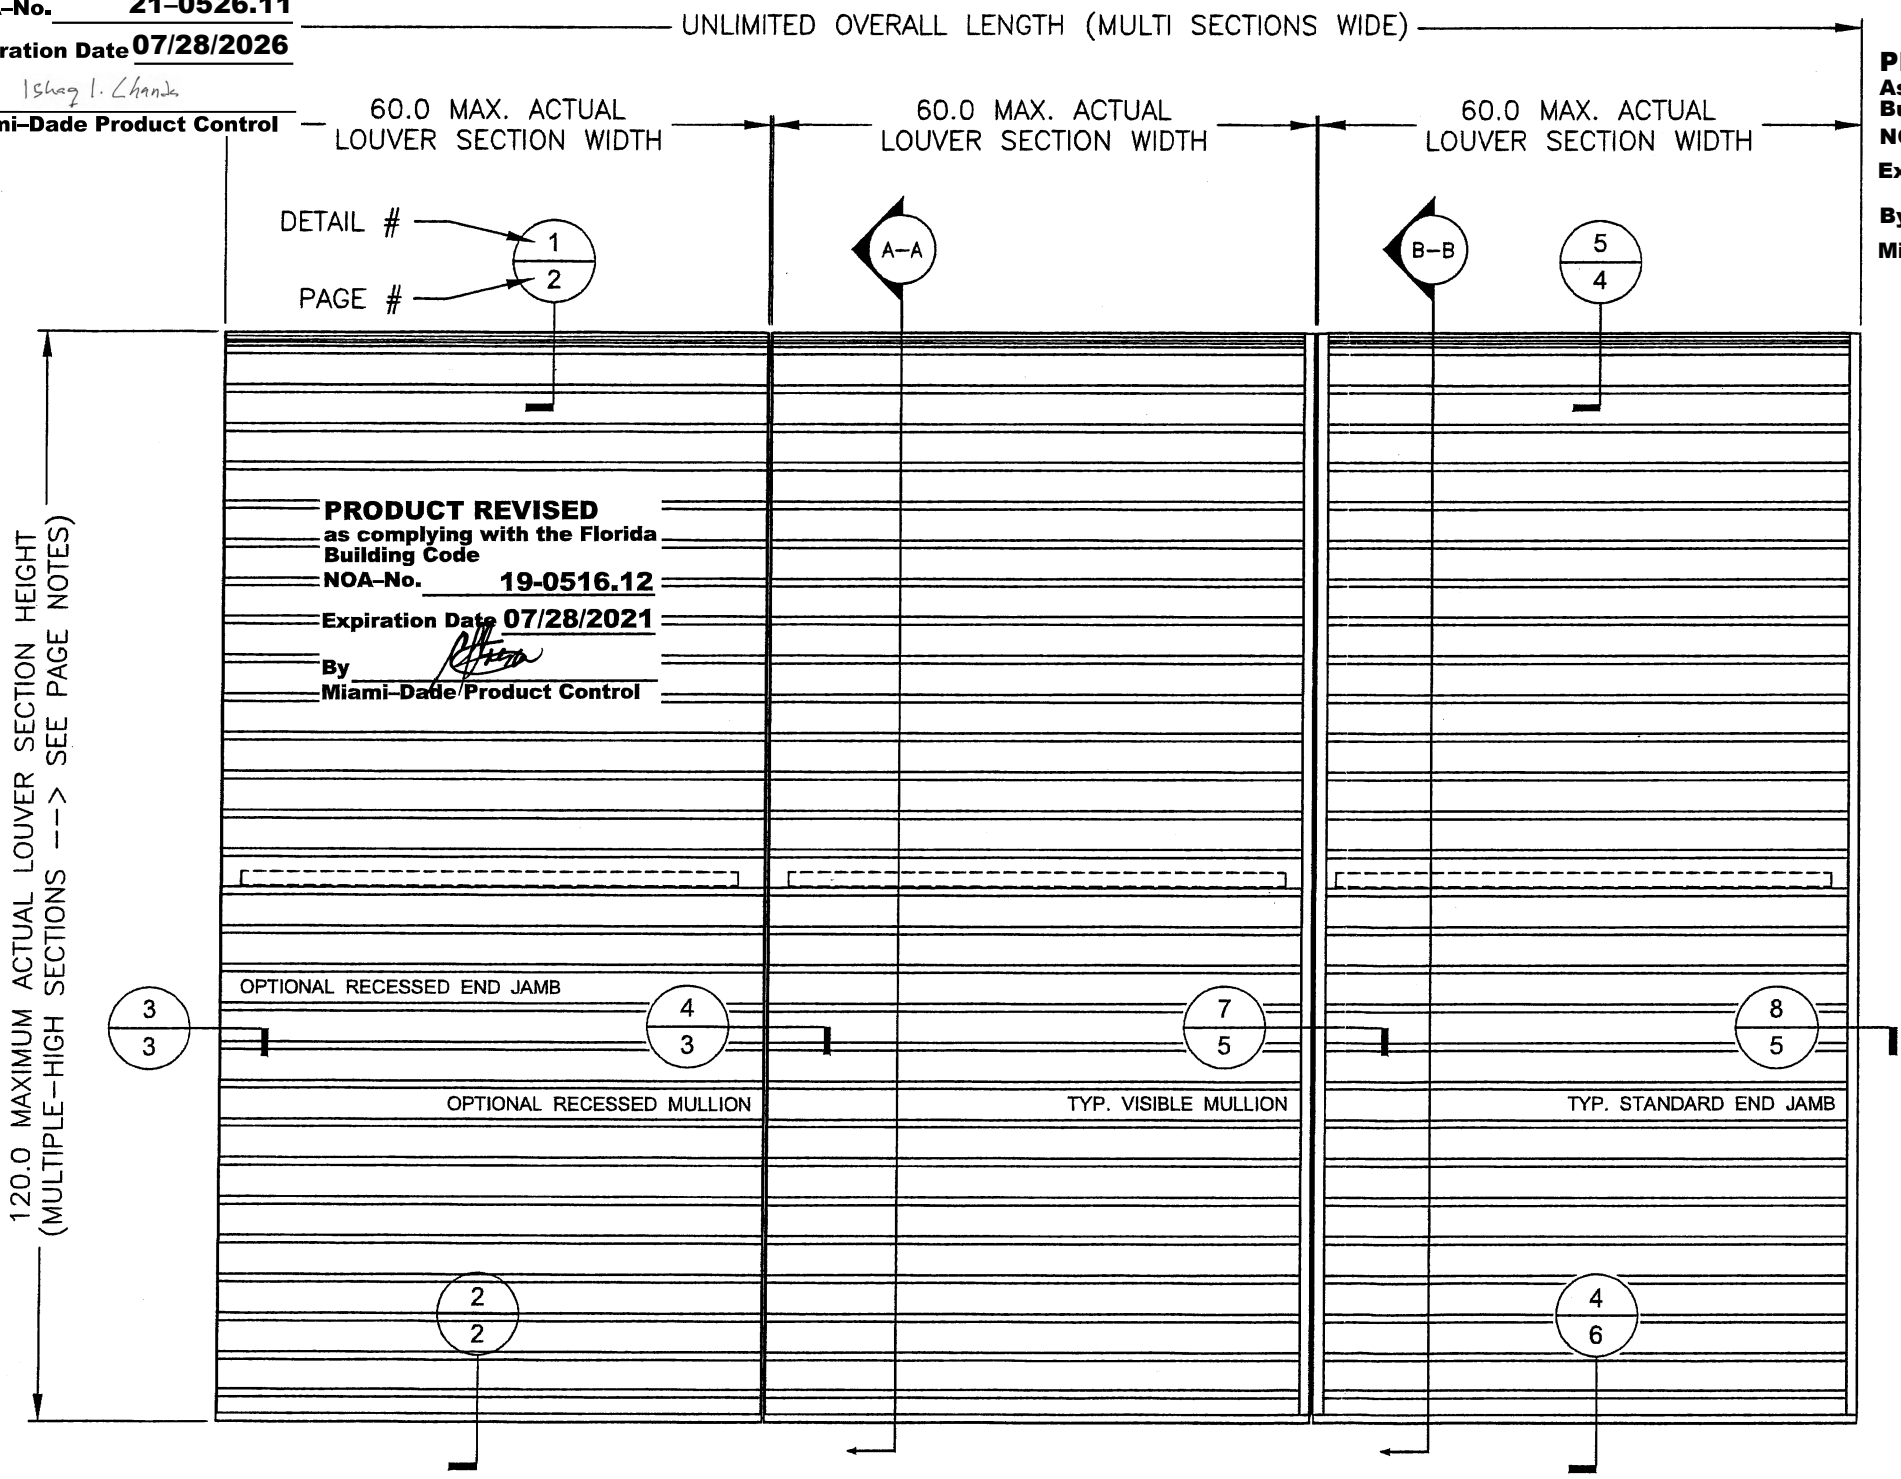 21-0526.11
07/28/2026
Ishaq I. Chanda
Product Control
UNLIMITED OVERALL LENGTH (MULTI SECTIONS WIDE)
60.0 MAX. ACTUAL
LOUVER SECTION WIDTH
60.0 MAX. ACTUAL
LOUVER SECTION WIDTH
60.0 MAX. ACTUAL
LOUVER SECTION WIDTH
DETAIL #
PAGE #
1
2
A-A
B-B
5
4
120.0 MAXIMUM ACTUAL LOUVER SECTION HEIGHT
(MULTIPLE-HIGH SECTIONS ---> SEE PAGE NOTES)
PRODUCT REVISED
as complying with the Florida
Building Code
NOA-No. 19-0516.12
Expiration Date 07/28/2021
By
Miami-Dade Product Control
OPTIONAL RECESSED END JAMB
3
3
4
3
7
5
8
5
OPTIONAL RECESSED MULLION
TYP. VISIBLE MULLION
TYP. STANDARD END JAMB
2
2
4
6